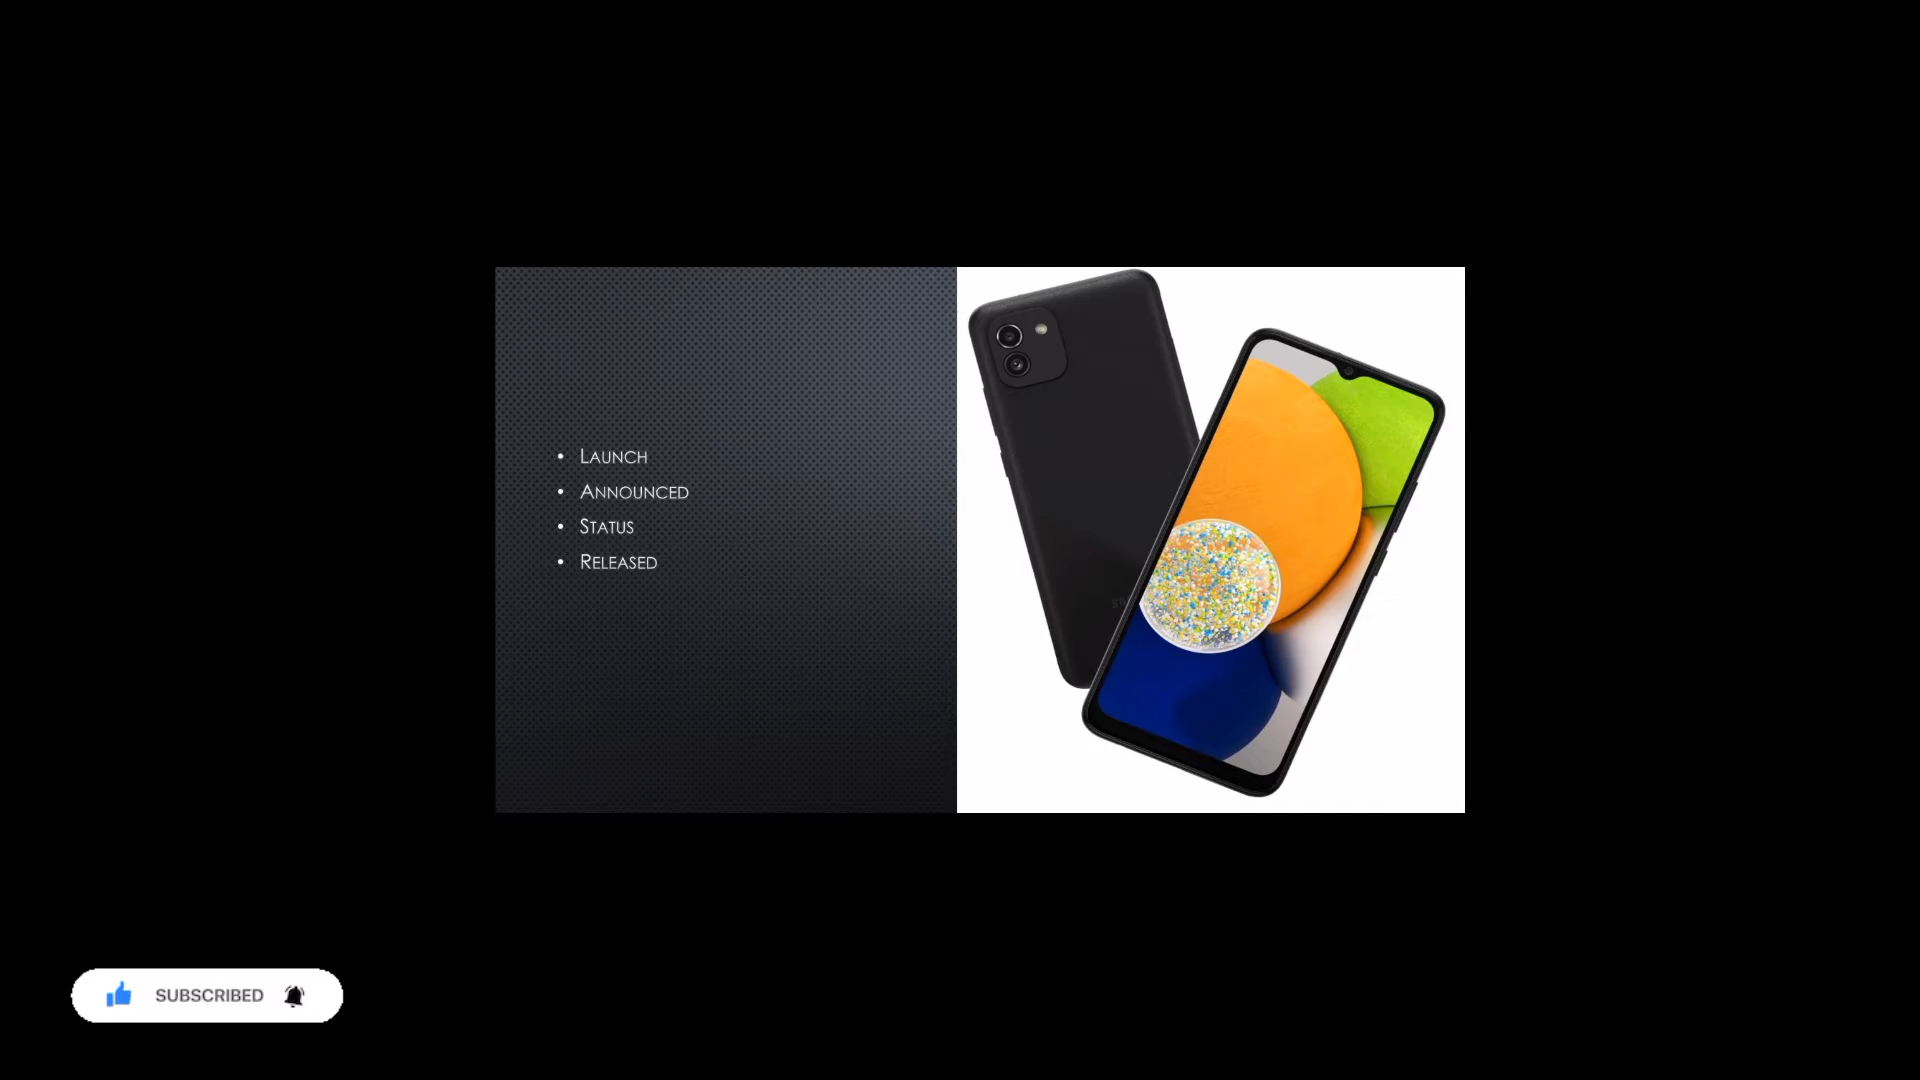 • Launch
• Announced
• Status
• Released
SUBSCRIBED